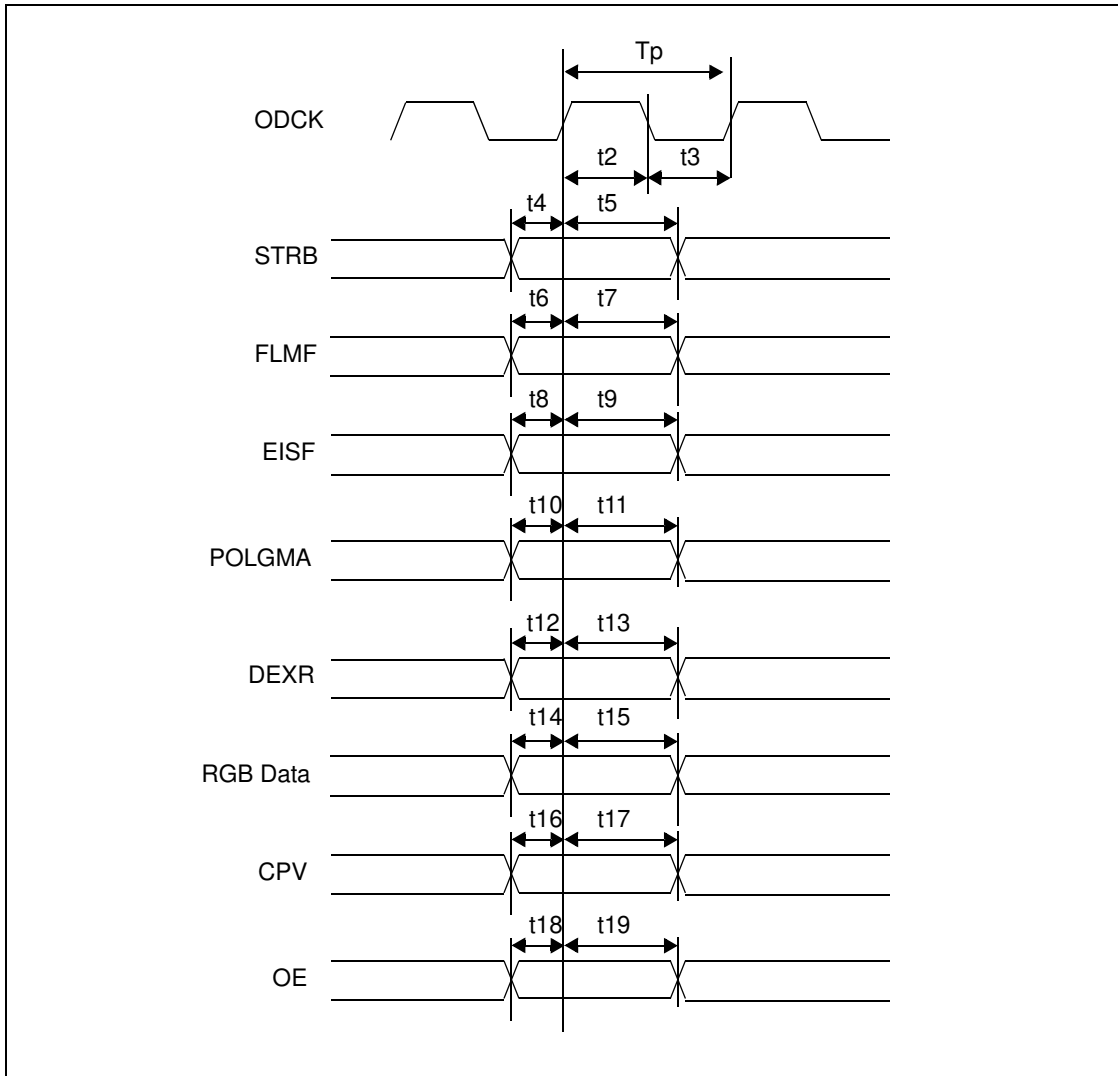 Tp
ODCK
t2 t3
t4 t5
STRB
t6 t7
FLMF
t8 t9
EISF
t10 t11
POLGMA
t12 t13
DEXR
t14 t15
RGB Data
t16 t17
CPV
t18 t19
OE